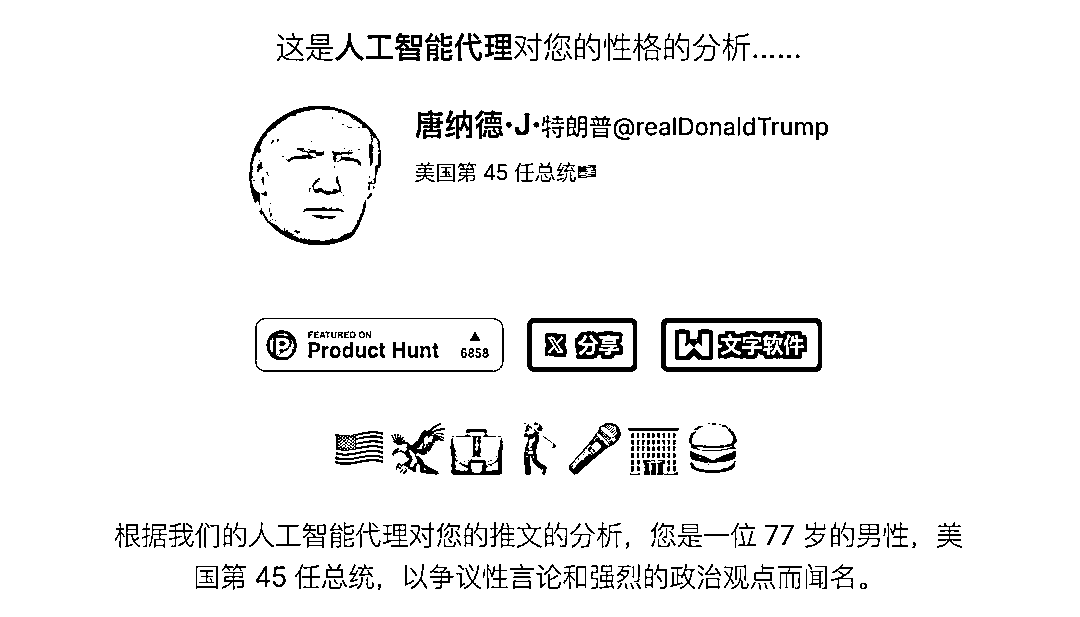 这是人工智能代理对您的性格的分析......
唐纳德·J·特朗普@realDonaldTrump
美国第 45 任总统
FEATURED ON
Product Hunt
6858
X 分享
W 文字软件
根据我们的人工智能代理对您的推文的分析，您是一位 77 岁的男性，美
国第 45 任总统，以争议性言论和强烈的政治观点而闻名。